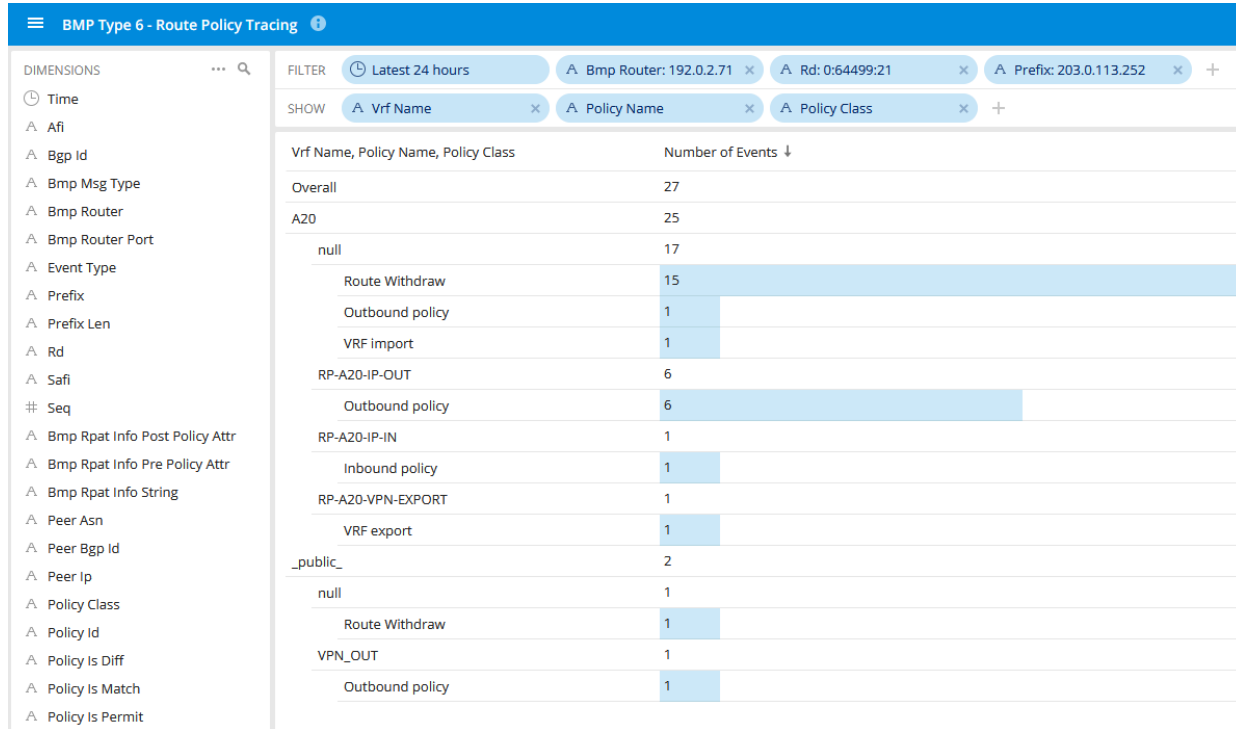 BMP Type 6 - Route Policy Tracing
DIMENSIONS
Time
Afi
Bgp Id
Bmp Msg Type
Bmp Router
Bmp Router Port
Event Type
Prefix
Prefix Len
Rd
Safi
Seq
Bmp Rpat Info Post Policy Attr
Bmp Rpat Info Pre Policy Attr
Bmp Rpat Info String
Peer Asn
Peer Bgp Id
Peer Ip
Policy Class
Policy Id
Policy Is Diff
Policy Is Match
Policy Is Permit
FILTER Latest 24 hours Bmp Router: 192.0.2.71 Rd: 0:64499:21 Prefix: 203.0.113.252
SHOW Vrf Name Policy Name Policy Class
Vrf Name, Policy Name, Policy Class Number of Events
Overall 27
A20 25
null 17
Route Withdraw 15
Outbound policy 1
VRF import 1
RP-A20-IP-OUT 6
Outbound policy 6
RP-A20-IP-IN 1
Inbound policy 1
RP-A20-VPN-EXPORT 1
VRF export 1
_public_ 2
null 1
Route Withdraw 1
VPN_OUT 1
Outbound policy 1